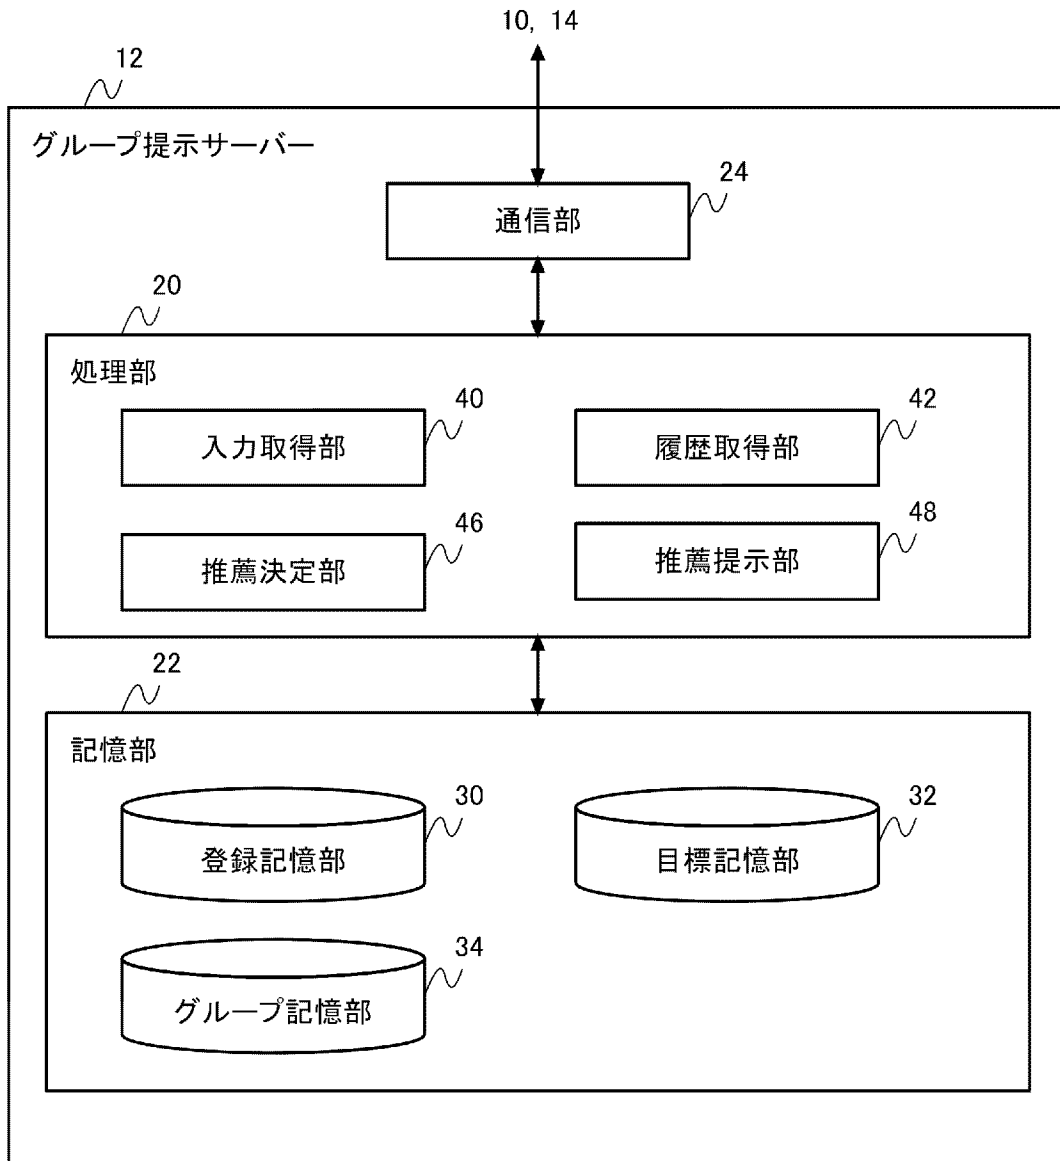 10, 14
12
グループ提示サーバー
24
通信部
20
処理部
40
入力取得部
42
履歴取得部
46
推薦決定部
48
推薦提示部
22
記憶部
30
登録記憶部
32
目標記憶部
34
グループ記憶部